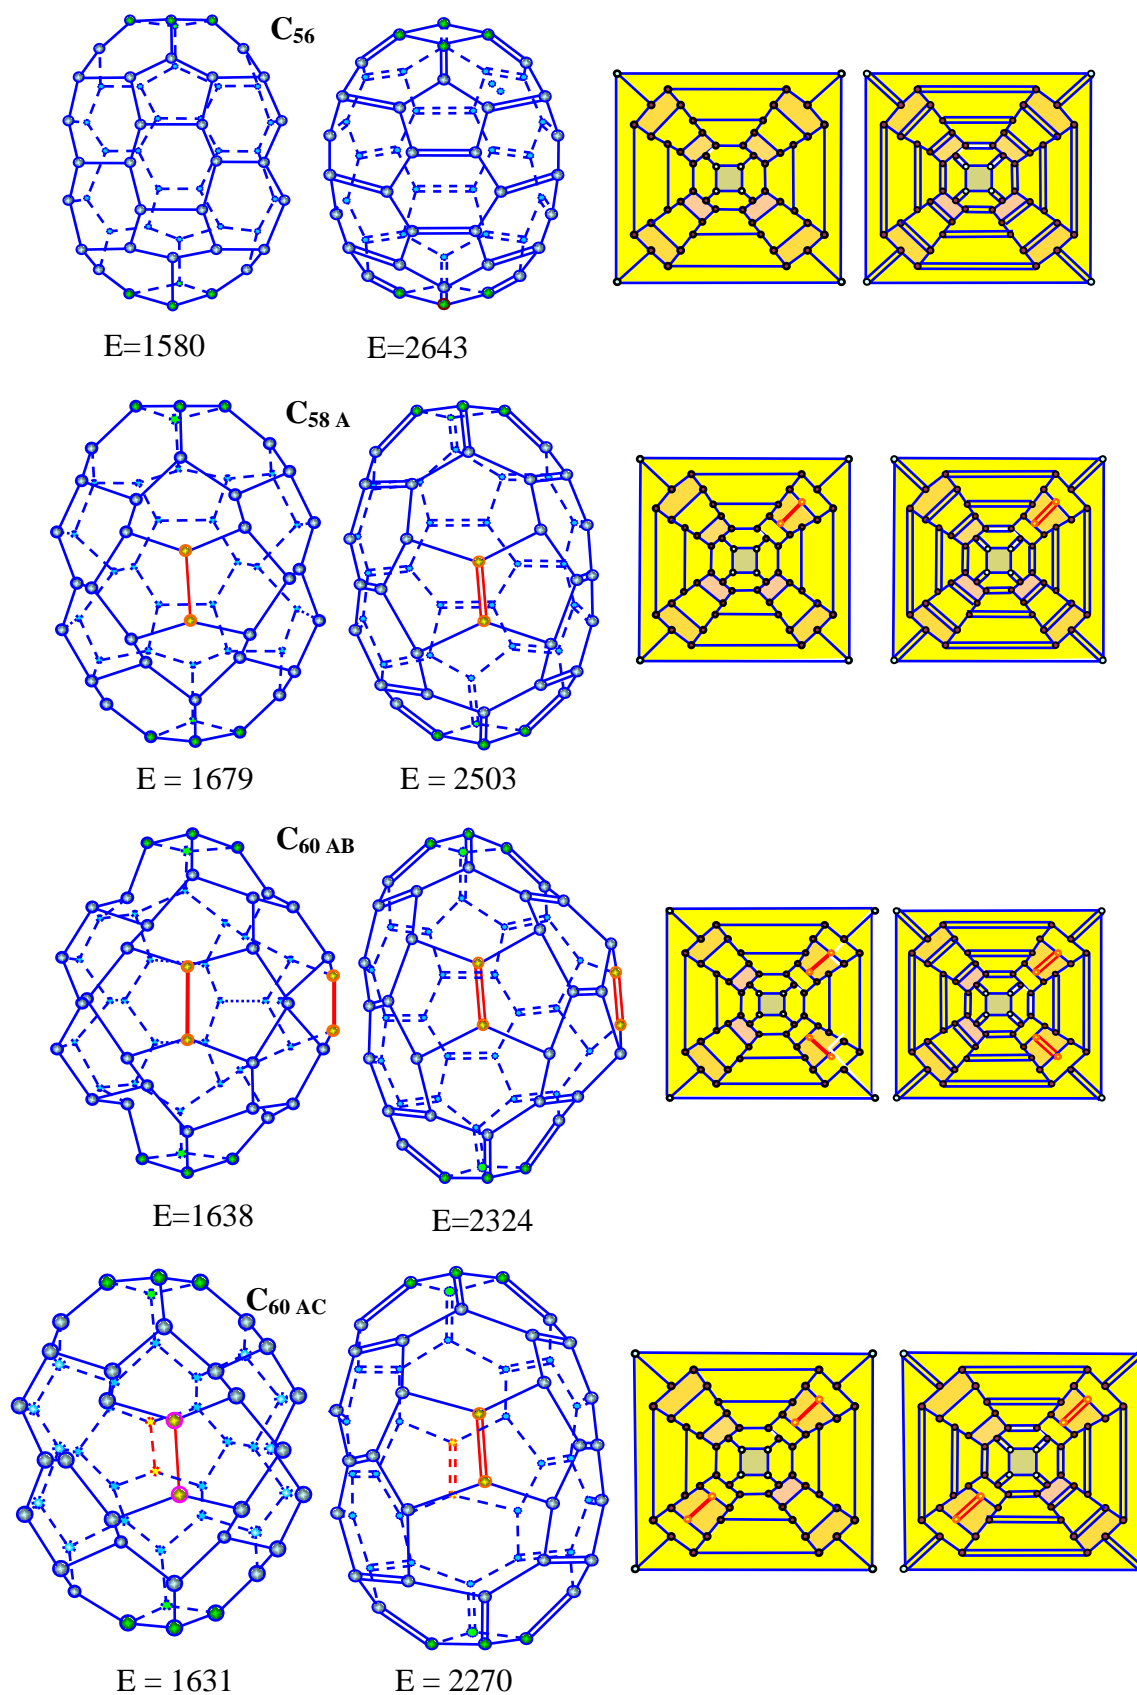 C56
E=1580
E=2643
C58 A
E = 1679
E = 2503
C60 AB
E=1638
E=2324
C60 AC
E = 1631
E = 2270